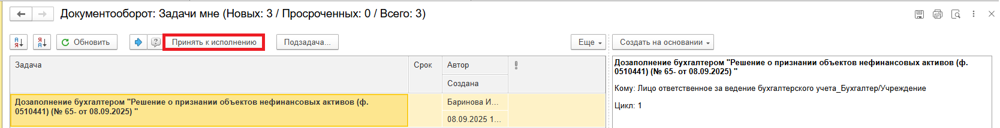 Документооборот: Задачи мне (Новых: 3 / Просроченных: 0 / Всего: 3)
Обновить
Принять к исполнению
Подзадача...
Еще
Создать на основании
Задача
Срок
Автор
Создана
Дозаполнение бухгалтером "Решение о признании объектов нефинансовых активов (ф.
0510441) (№ 65- от 08.09.2025) "
Баринова И...
08.09.2025 1...
Дозаполнение бухгалтером "Решение о признании объектов нефинансовых активов (ф.
0510441) (№ 65- от 08.09.2025) "
Кому: Лицо ответственное за ведение бухгалтерского учета_Бухгалтер/Учреждение
Цикл: 1